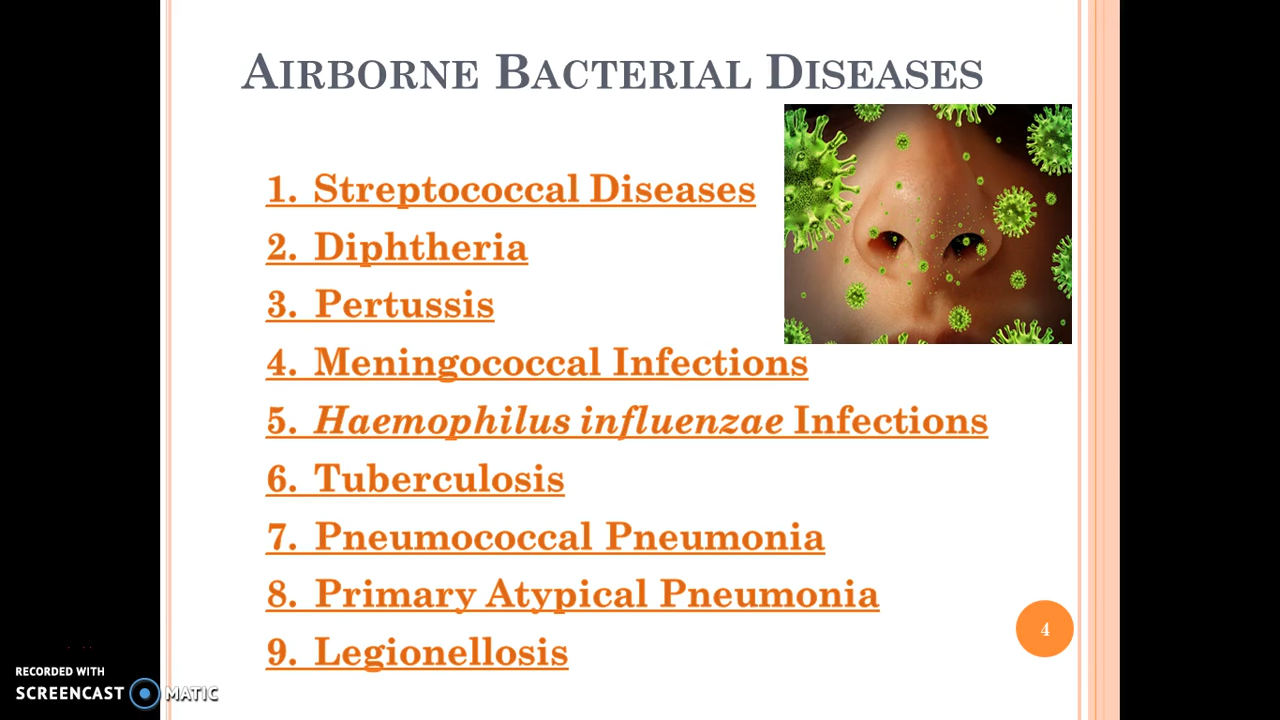 AIRBORNE BACTERIAL DISEASES
1. Streptococcal Diseases
2. Diphtheria
3. Pertussis
4. Meningococcal Infections
5. Haemophilus influenzae Infections
6. Tuberculosis
7. Pneumococcal Pneumonia
8. Primary Atypical Pneumonia
4
9. Legionellosis
RECORDED WITH
SCREENCAST MATIC